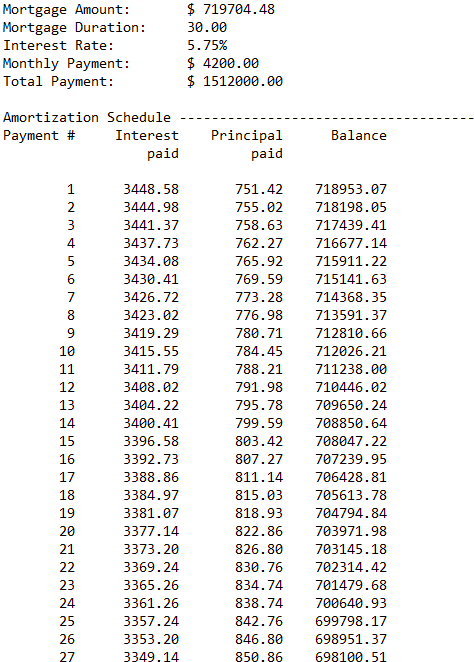 Mortgage Amount: $ 719704.48
Mortgage Duration: 30.00
Interest Rate: 5.75%
Monthly Payment: $ 4200.00
Total Payment: $ 1512000.00
Amortization Schedule -----------------------------------
Payment # Interest Principal Balance
paid paid
1 3448.58 751.42 718953.07
2 3444.98 755.02 718198.05
3 3441.37 758.63 717439.41
4 3437.73 762.27 716677.14
5 3434.08 765.92 715911.22
6 3430.41 769.59 715141.63
7 3426.72 773.28 714368.35
8 3423.02 776.98 713591.37
9 3419.29 780.71 712810.66
10 3415.55 784.45 712026.21
11 3411.79 788.21 711238.00
12 3408.02 791.98 710446.02
13 3404.22 795.78 709650.24
14 3400.41 799.59 708850.64
15 3396.58 803.42 708047.22
16 3392.73 807.27 707239.95
17 3388.86 811.14 706428.81
18 3384.97 815.03 705613.78
19 3381.07 818.93 704794.84
20 3377.14 822.86 703971.98
21 3373.20 826.80 703145.18
22 3369.24 830.76 702314.42
23 3365.26 834.74 701479.68
24 3361.26 838.74 700640.93
25 3357.24 842.76 699798.17
26 3353.20 846.80 698951.37
27 3349.14 850.86 698100.51